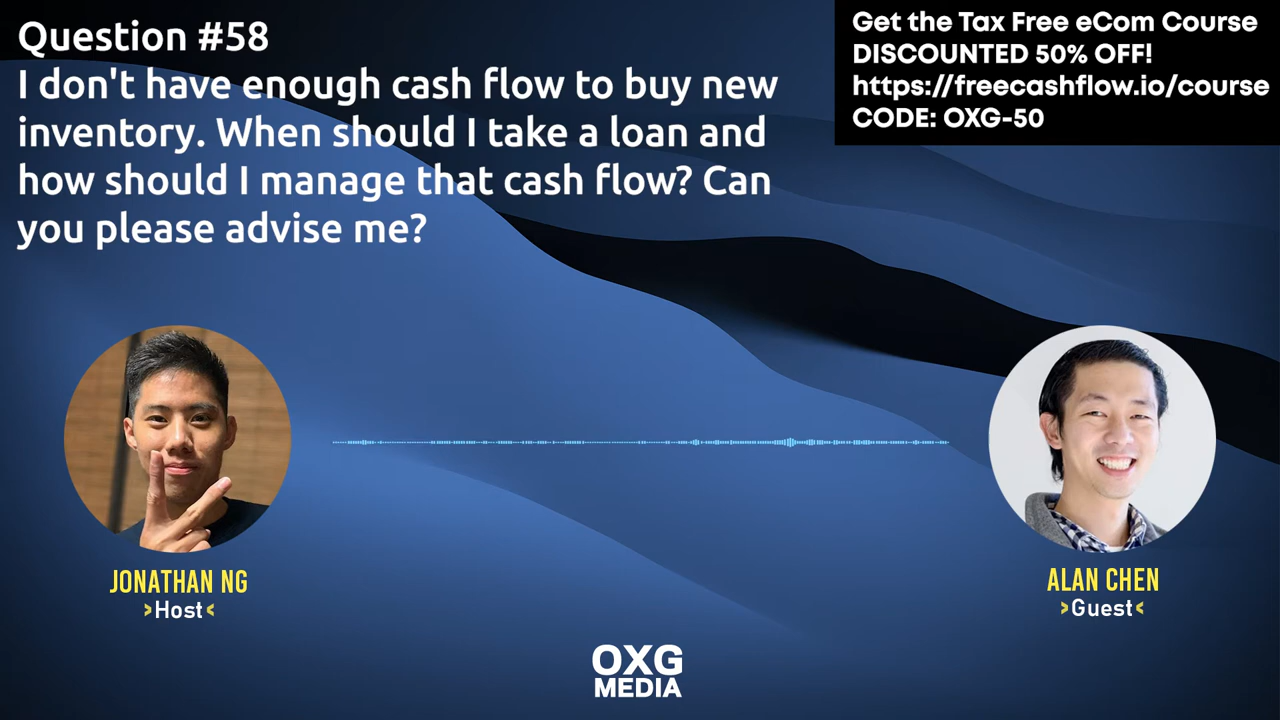 Question #58
I don't have enough cash flow to buy new
inventory. When should I take a loan and
how should I manage that cash flow? Can
you please advise me?
Get the Tax Free eCom Course
DISCOUNTED 50% OFF!
https://freecashflow.io/course
CODE: OXG-50
JONATHAN NG
>Host<
ALAN CHEN
>Guest<
OXG
MEDIA